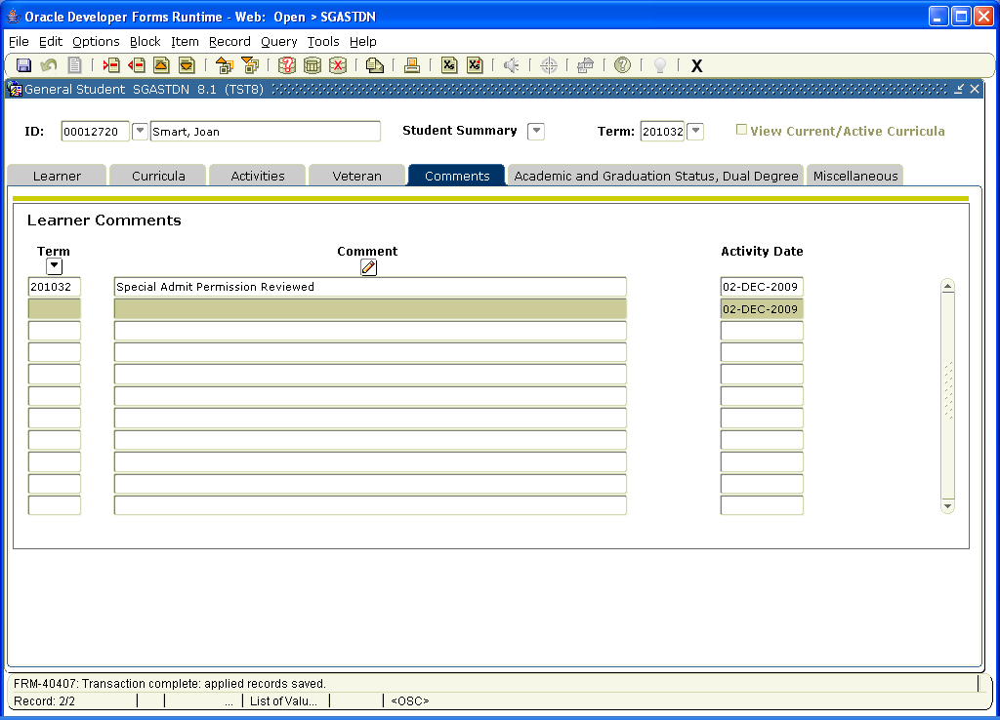 Oracle Developer Forms Runtime - Web: Open > SGASTDN
File Edit Options Block Item Record Query Tools Help
X
General Student SGASTDN 8.1 (TST8)
ID: 00012720 Smart, Joan Student Summary Term: 201032 View Current/Active Curricula
Learner Curricula Activities Veteran Comments Academic and Graduation Status, Dual Degree Miscellaneous
Learner Comments
Term Comment Activity Date
201032 Special Admit Permission Reviewed 02-DEC-2009
02-DEC-2009
FRM-40407: Transaction complete: applied records saved.
Record: 2/2 ... List of Valu... <OSC>